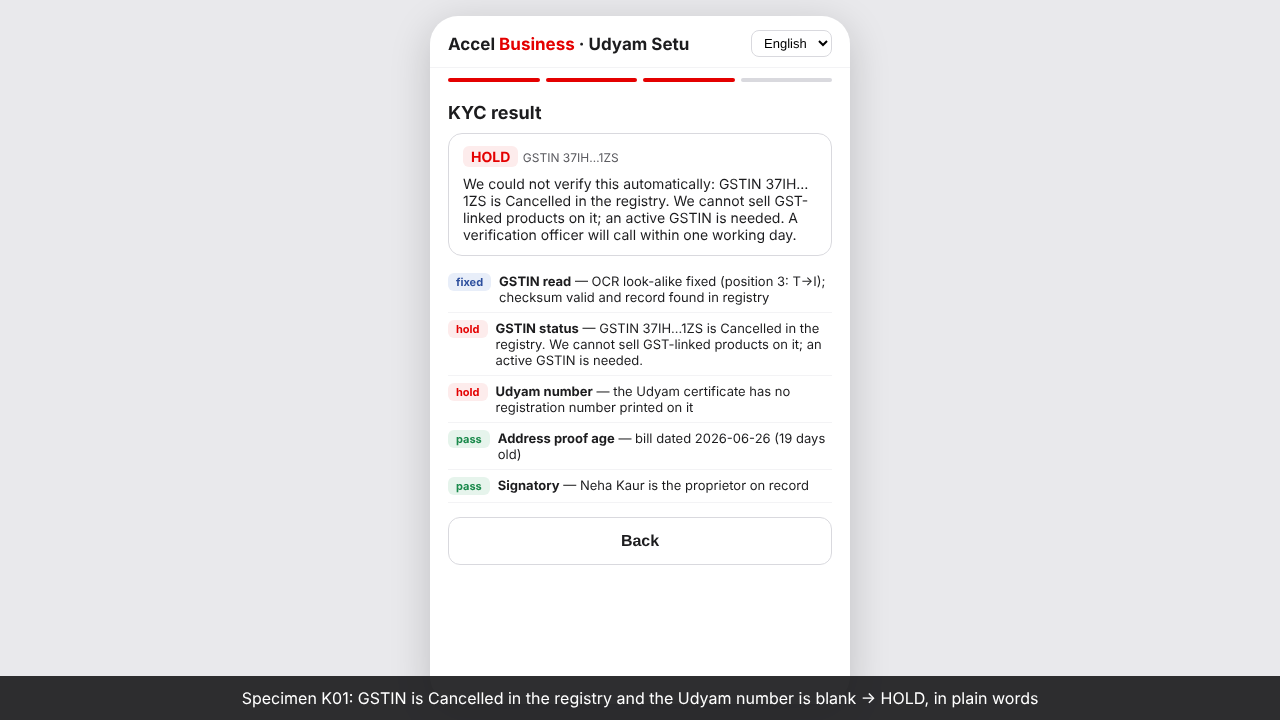 Accel Business · Udyam Setu
English
KYC result
HOLD GSTIN 37IH…1ZS
We could not verify this automatically: GSTIN 37IH…
1ZS is Cancelled in the registry. We cannot sell GST-
linked products on it; an active GSTIN is needed. A
verification officer will call within one working day.
fixed GSTIN read — OCR look-alike fixed (position 3: T→I);
checksum valid and record found in registry
hold GSTIN status — GSTIN 37IH…1ZS is Cancelled in the
registry. We cannot sell GST-linked products on it; an
active GSTIN is needed.
hold Udyam number — the Udyam certificate has no
registration number printed on it
pass Address proof age — bill dated 2026-06-26 (19 days
old)
pass Signatory — Neha Kaur is the proprietor on record
Back
Specimen K01: GSTIN is Cancelled in the registry and the Udyam number is blank → HOLD, in plain words